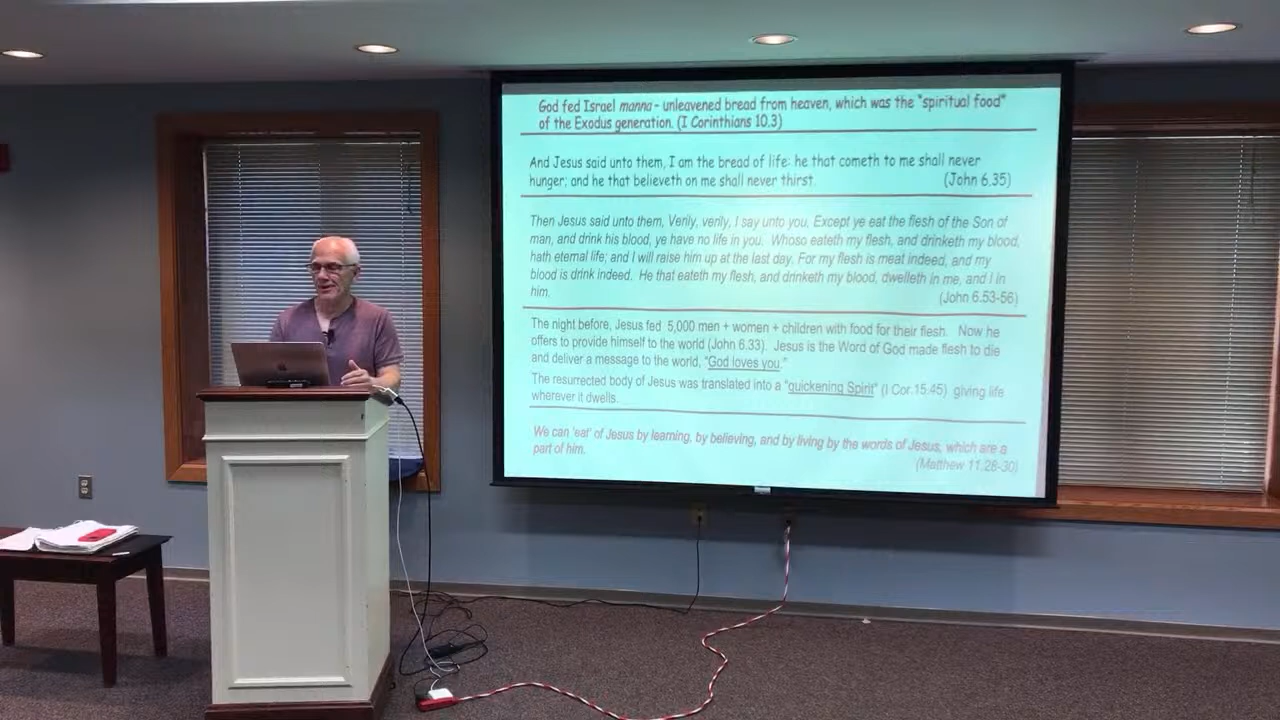 God fed Israel manna - unleavened bread from heaven, which was the "spiritual food"
of the Exodus generation. (I Corinthians 10.3)
And Jesus said unto them, I am the bread of life: he that cometh to me shall never
hunger; and he that believeth on me shall never thirst. (John 6.35)
Then Jesus said unto them, Verily, verily, I say unto you, Except ye eat the flesh of the Son of
man, and drink his blood, ye have no life in you. Whoso eateth my flesh, and drinketh my blood,
hath eternal life; and I will raise him up at the last day. For my flesh is meat indeed, and my
blood is drink indeed. He that eateth my flesh, and drinketh my blood, dwelleth in me, and I in
him. (John 6.53-56)
The night before, Jesus fed 5,000 men + women + children with food for their flesh. Now he
offers to provide himself to the world (John 6.33). Jesus is the Word of God made flesh to die
and deliver a message to the world, "God loves you."
The resurrected body of Jesus was translated into a "quickening Spirit" (I Cor.15.45) giving life
wherever it dwells.
We can 'eat' of Jesus by learning, by believing, and by living by the words of Jesus, which are a
part of him. (Matthew 11.28-30)